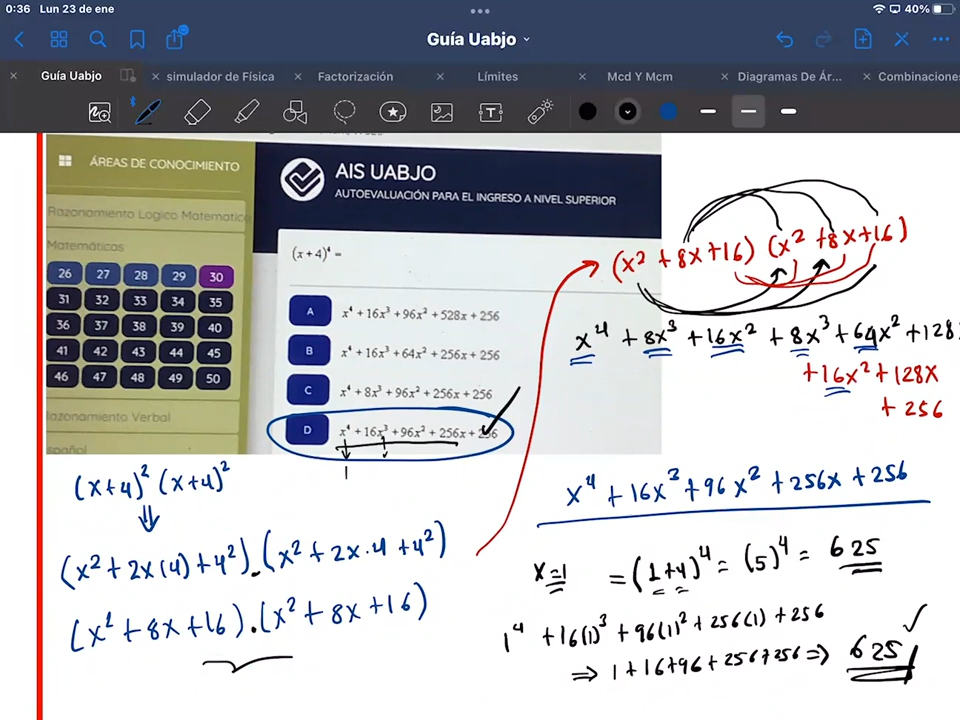 0:36 Lun 23 de ene
40%
Guía Uabjo
Guía Uabjo
simulador de Física
Factorización
Límites
Mcd Y Mcm
Diagramas De Ár...
Combinaciones
ÁREAS DE CONOCIMIENTO
Razonamiento Logico Matematico
Matemáticas
26 27 28 29 30
31 32 33 34 35
36 37 38 39 40
41 42 43 44 45
46 47 48 49 50
Razonamiento Verbal
spañol
AIS UABJO
AUTOEVALUACIÓN PARA EL INGRESO A NIVEL SUPERIOR
(x+4)⁴ =
A x⁴ + 16x³ + 96x² + 528x + 256
B x⁴ + 16x³ + 64x² + 256x + 256
C x⁴ + 8x³ + 96x² + 256x + 256
D x⁴ + 16x³ + 96x² + 256x + 256
1
(x+4)² (x+4)²
(x² + 2x(4) + 4²) . (x² + 2x·4 + 4²)
(x² + 8x + 16) . (x² + 8x + 16)
(x² + 8x + 16) (x² + 8x + 16)
x⁴ + 8x³ + 16x² + 8x³ + 64x² + 128x
+ 16x² + 128x
+ 256
x⁴ + 16x³ + 96x² + 256x + 256
x=1 = (1+4)⁴ = (5)⁴ = 625
1⁴ + 16(1)³ + 96(1)² + 256(1) + 256
⇒ 1 + 16 + 96 + 256 + 256 ⇒ 625